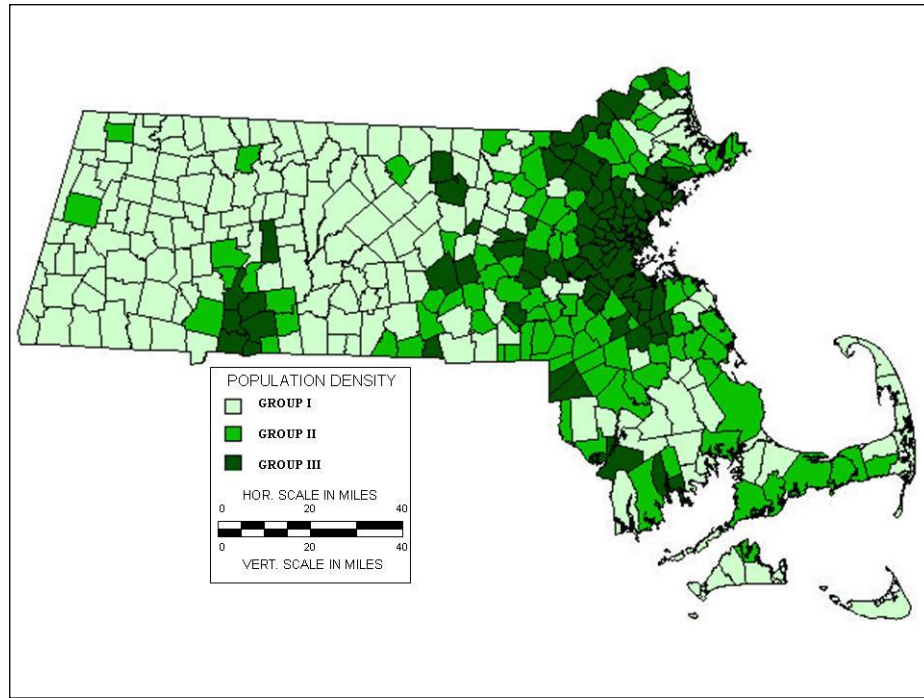 POPULATION DENSITY
GROUP I
GROUP II
GROUP III
HOR. SCALE IN MILES
0 20 40
0 20 40
VERT. SCALE IN MILES